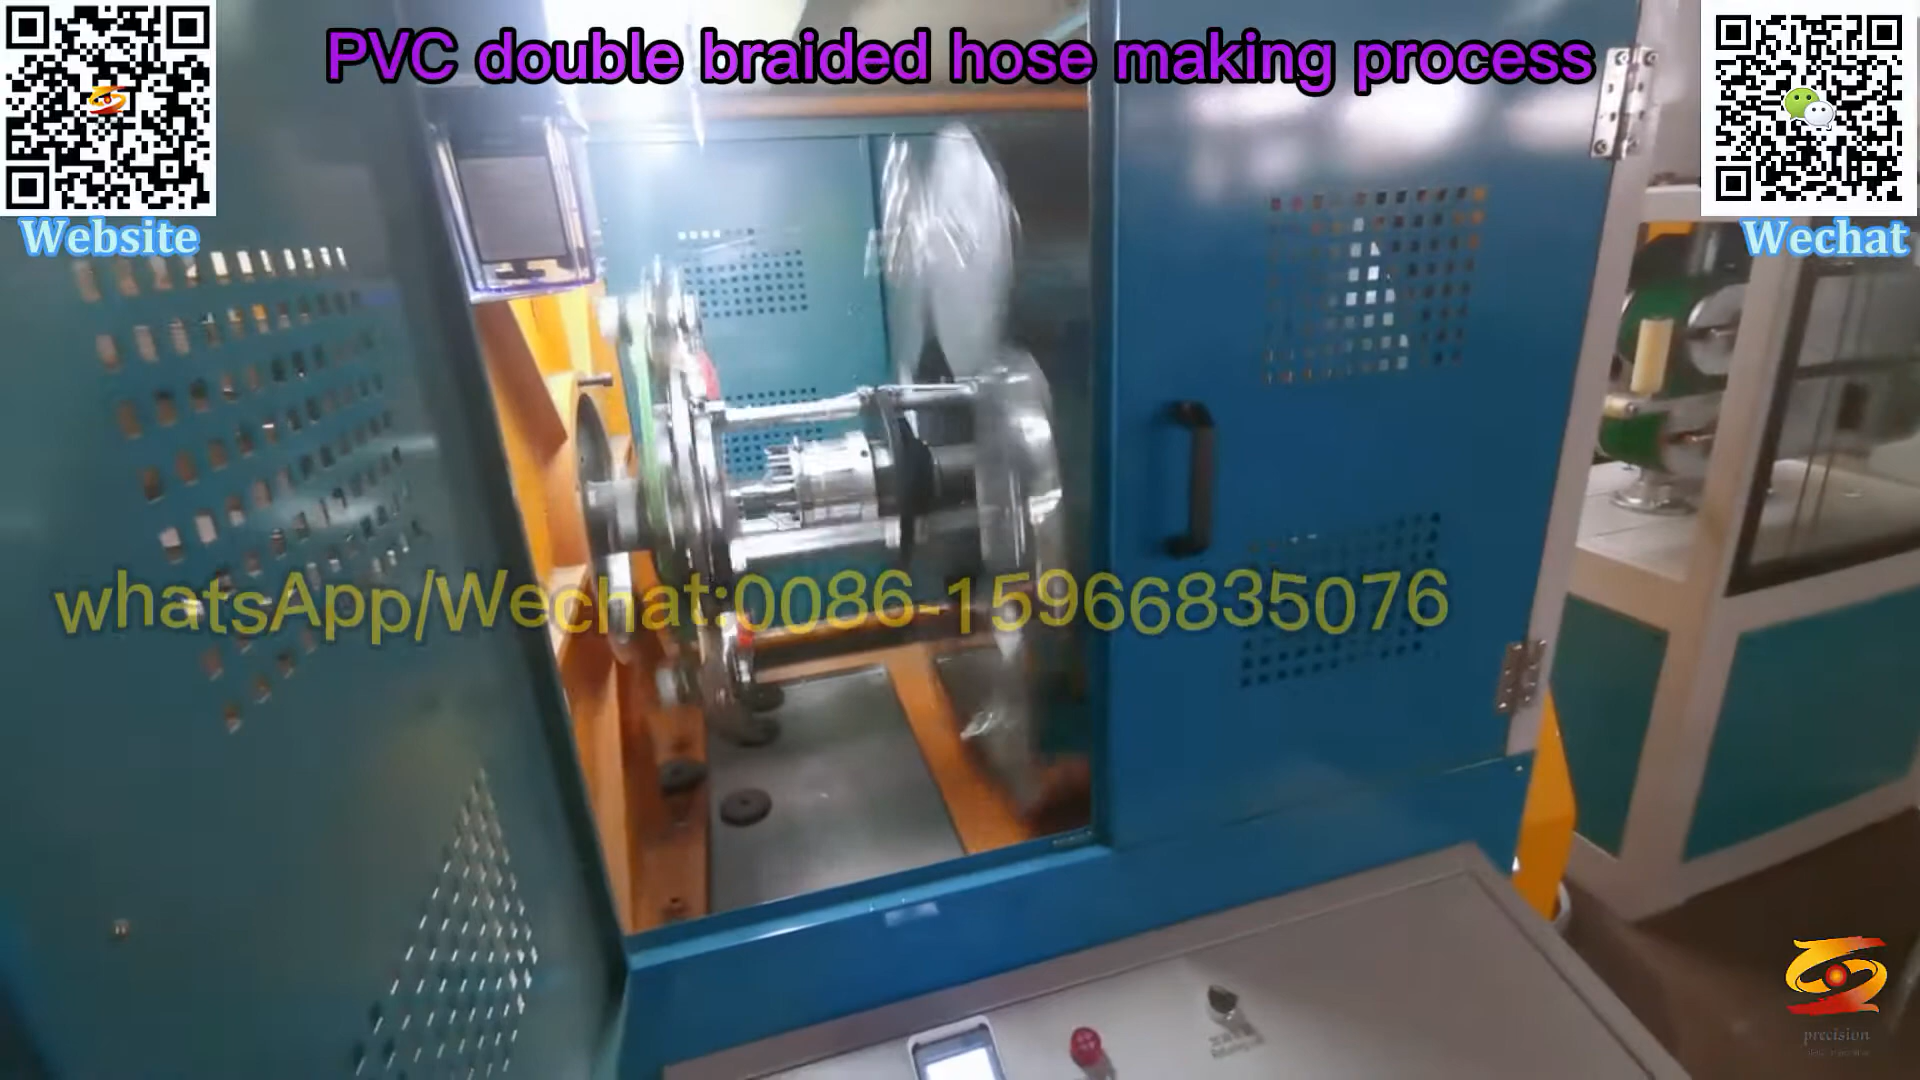 PVC double braided hose making process
Website
Wechat
whatsApp/Wechat:0086-15966835076
precision